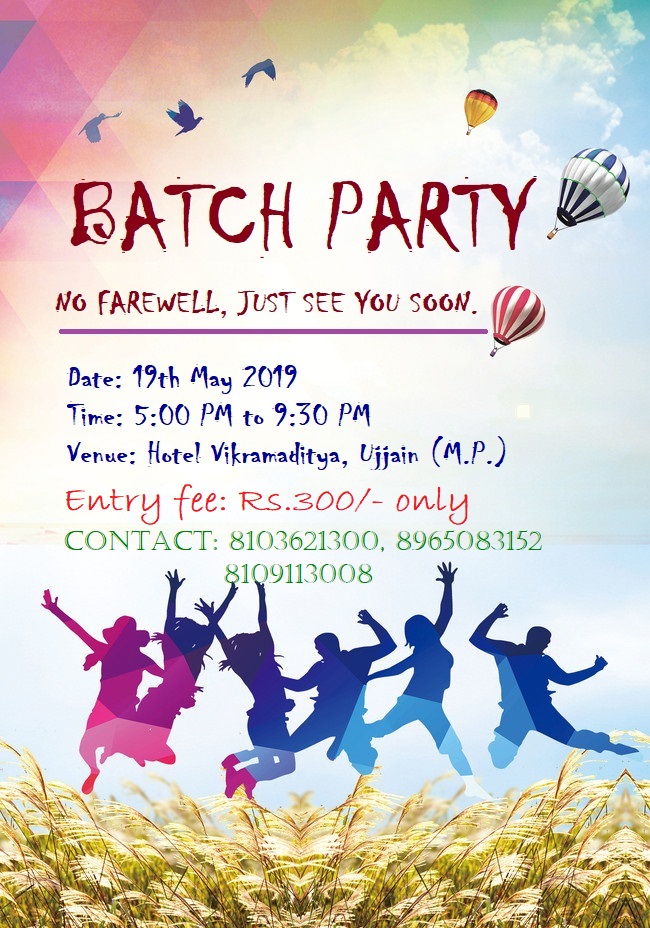 BATCH PARTY
NO FAREWELL, JUST SEE YOU SOON.
Date: 19th May 2019
Time: 5:00 PM to 9:30 PM
Venue: Hotel Vikramaditya, Ujjain (M.P.)
Entry fee: Rs.300/- only
CONTACT: 8103621300, 8965083152
8109113008